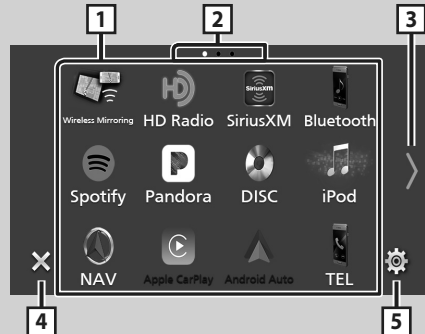 1 2 3
SiriusXM
Wireless Mirroring HD Radio SiriusXM Bluetooth
Spotify Pandora DISC iPod
NAV Apple CarPlay Android Auto TEL
4 5